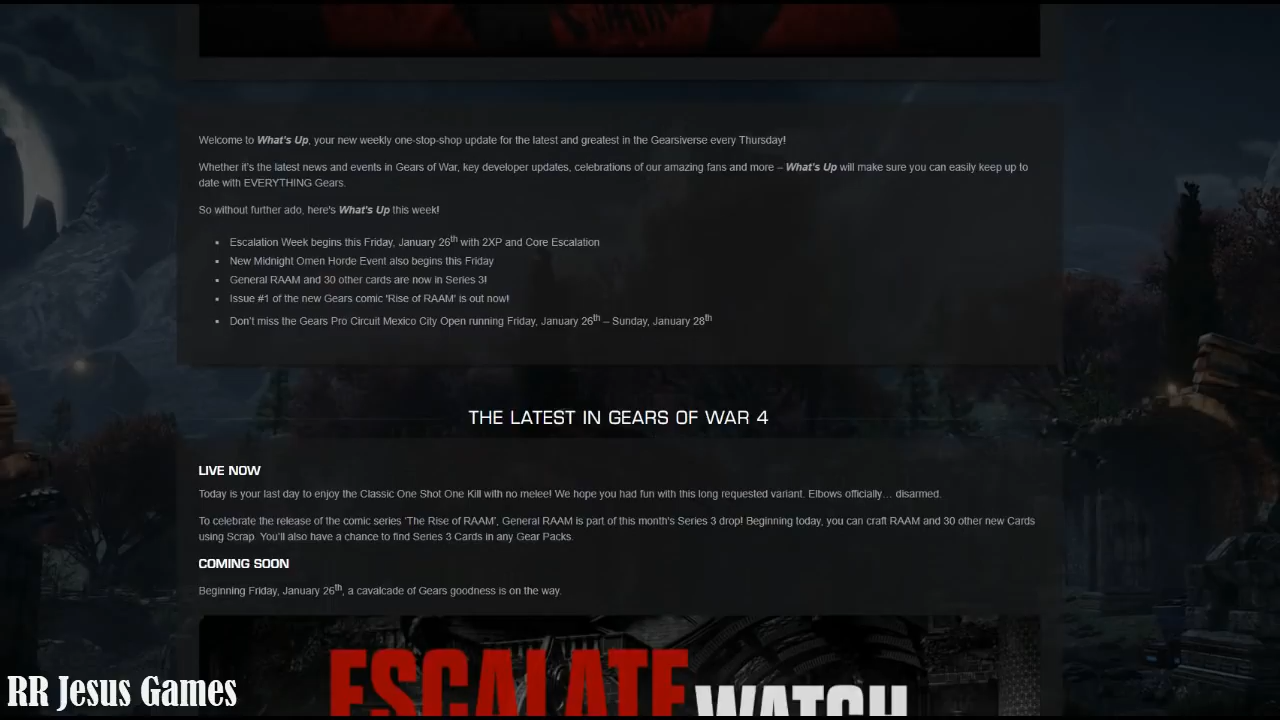 Welcome to What's Up, your new weekly one-stop-shop update for the latest and greatest in the Gearsiverse every Thursday!
Whether it's the latest news and events in Gears of War, key developer updates, celebrations of our amazing fans and more – What's Up will make sure you can easily keep up to
date with EVERYTHING Gears.
So without further ado, here's What's Up this week!
▪ Escalation Week begins this Friday, January 26th with 2XP and Core Escalation
▪ New Midnight Omen Horde Event also begins this Friday
▪ General RAAM and 30 other cards are now in Series 3!
▪ Issue #1 of the new Gears comic 'Rise of RAAM' is out now!
▪ Don't miss the Gears Pro Circuit Mexico City Open running Friday, January 26th – Sunday, January 28th
THE LATEST IN GEARS OF WAR 4
LIVE NOW
Today is your last day to enjoy the Classic One Shot One Kill with no melee! We hope you had fun with this long requested variant. Elbows officially… disarmed.
To celebrate the release of the comic series 'The Rise of RAAM', General RAAM is part of this month's Series 3 drop! Beginning today, you can craft RAAM and 30 other new Cards
using Scrap. You'll also have a chance to find Series 3 Cards in any Gear Packs.
COMING SOON
Beginning Friday, January 26th, a cavalcade of Gears goodness is on the way.
ESCALATE WATCH
RR Jesus Games